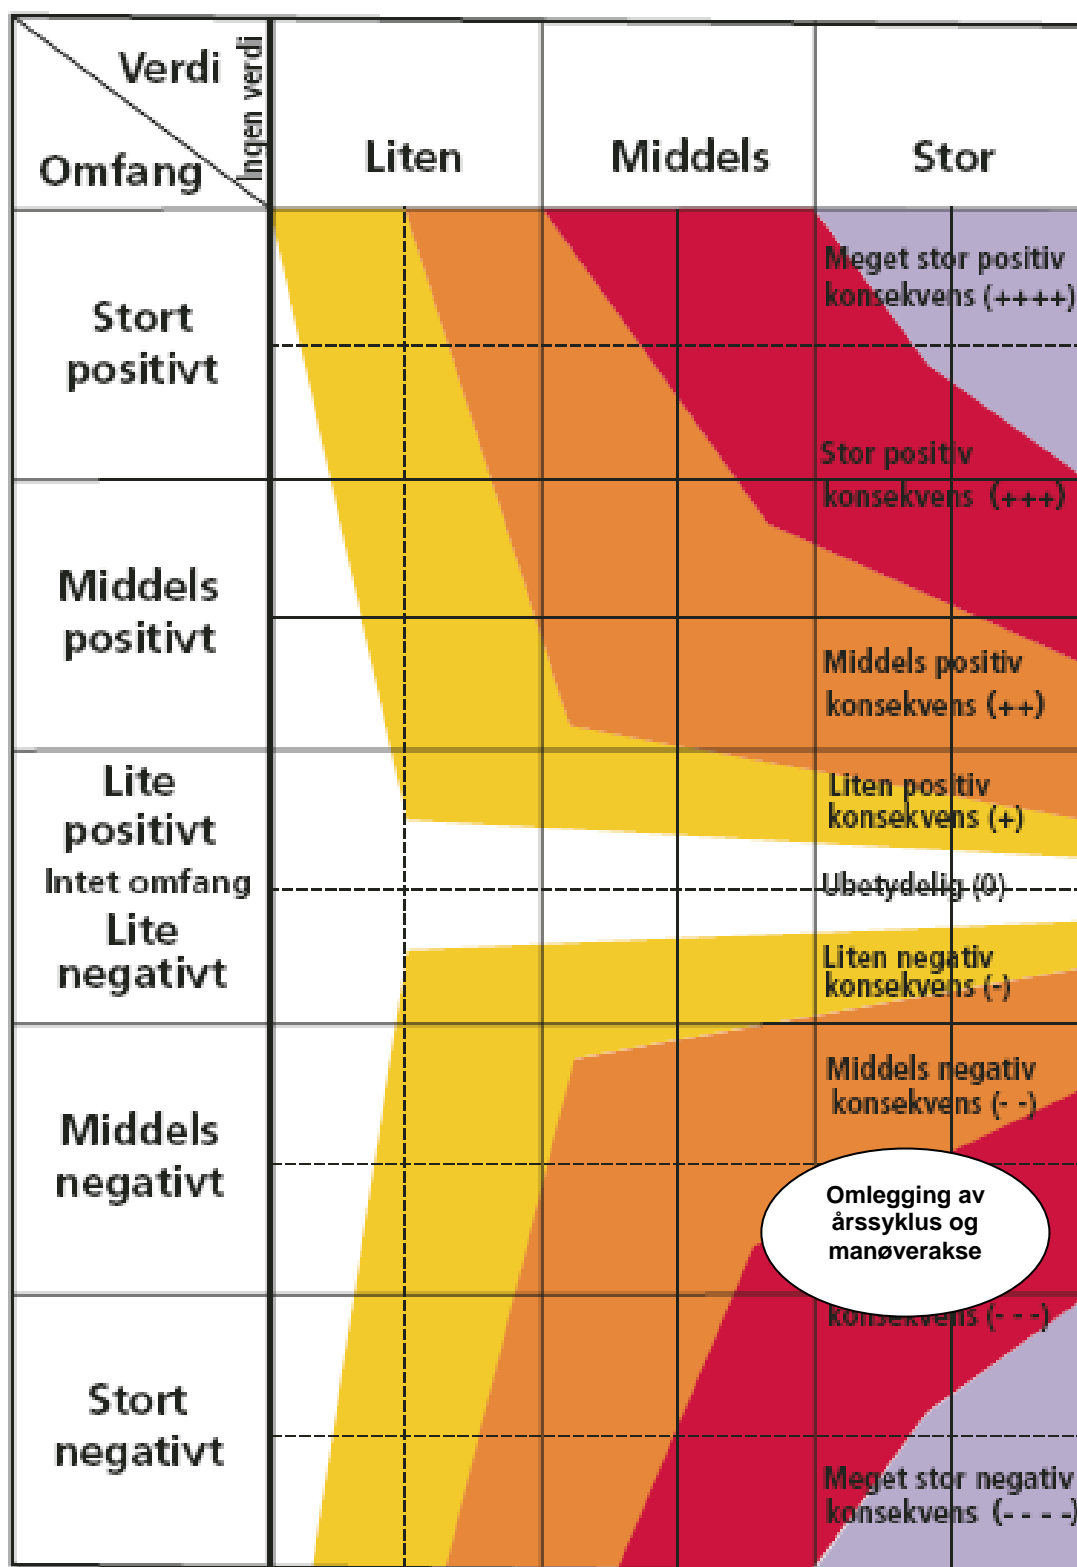 Verdi
Ingen verdi
Omfang
Liten
Middels
Stor
Stort
positivt
Meget stor positiv
konsekvens (++++)
Stor positiv
konsekvens (+++)
Middels
positivt
Middels positiv
konsekvens (++)
Lite
positivt
Liten positiv
konsekvens (+)
Intet omfang
Ubetydelig (0)
Lite
negativt
Liten negativ
konsekvens (-)
Middels
negativt
Middels negativ
konsekvens (- -)
Omlegging av
årssyklus og
manøverakse
konsekvens (- - -)
Stort
negativt
Meget stor negativ
konsekvens (- - - -)